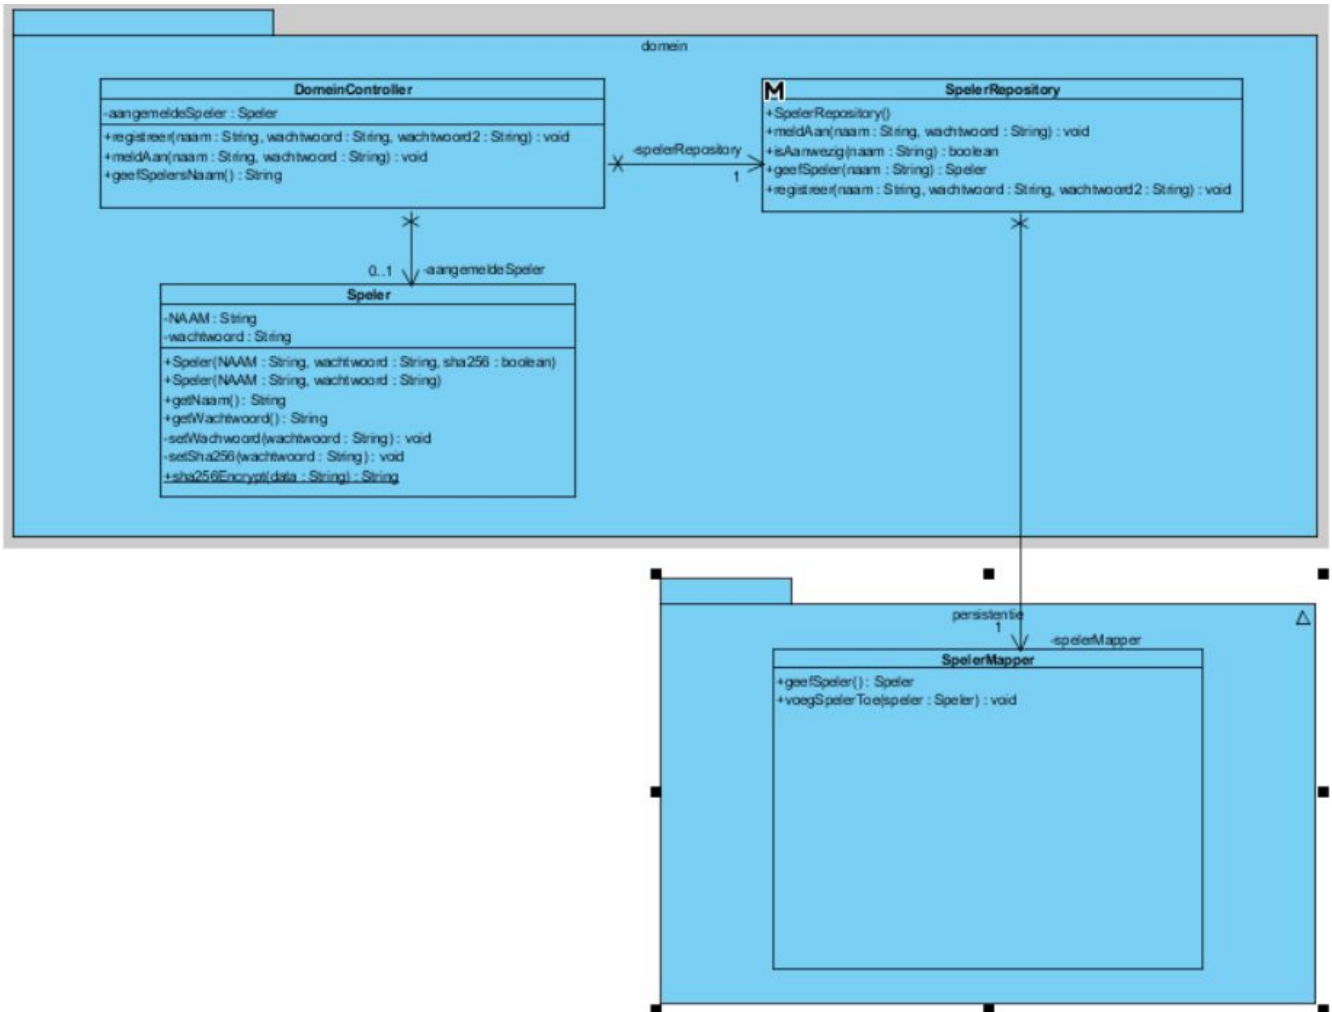 domein
DomeinController
-aangemeldeSpeler : Speler
+registreer(naam : String, wachtwoord : String, wachtwoord2 : String) : void
+meldAan(naam : String, wachtwoord : String) : void
+geefSpelersNaam() : String
-spelerRepository
1
M
SpelerRepository
+SpelerRepository()
+meldAan(naam : String, wachtwoord : String) : void
+isAanwezig(naam : String) : boolean
+geefSpeler(naam : String) : Speler
+registreer(naam : String, wachtwoord : String, wachtwoord2 : String) : void
0..1
-aangemeldeSpeler
Speler
-NAAM : String
-wachtwoord : String
+Speler(NAAM : String, wachtwoord : String, sha256 : boolean)
+Speler(NAAM : String, wachtwoord : String)
+getNaam() : String
+getWachtwoord() : String
-setWachwoord(wachtwoord : String) : void
-setSha256(wachtwoord : String) : void
+sha256Encrypt(data : String) : String
persistentie
1
-spelerMapper
SpelerMapper
+geefSpeler() : Speler
+voegSpelerToe(speler : Speler) : void